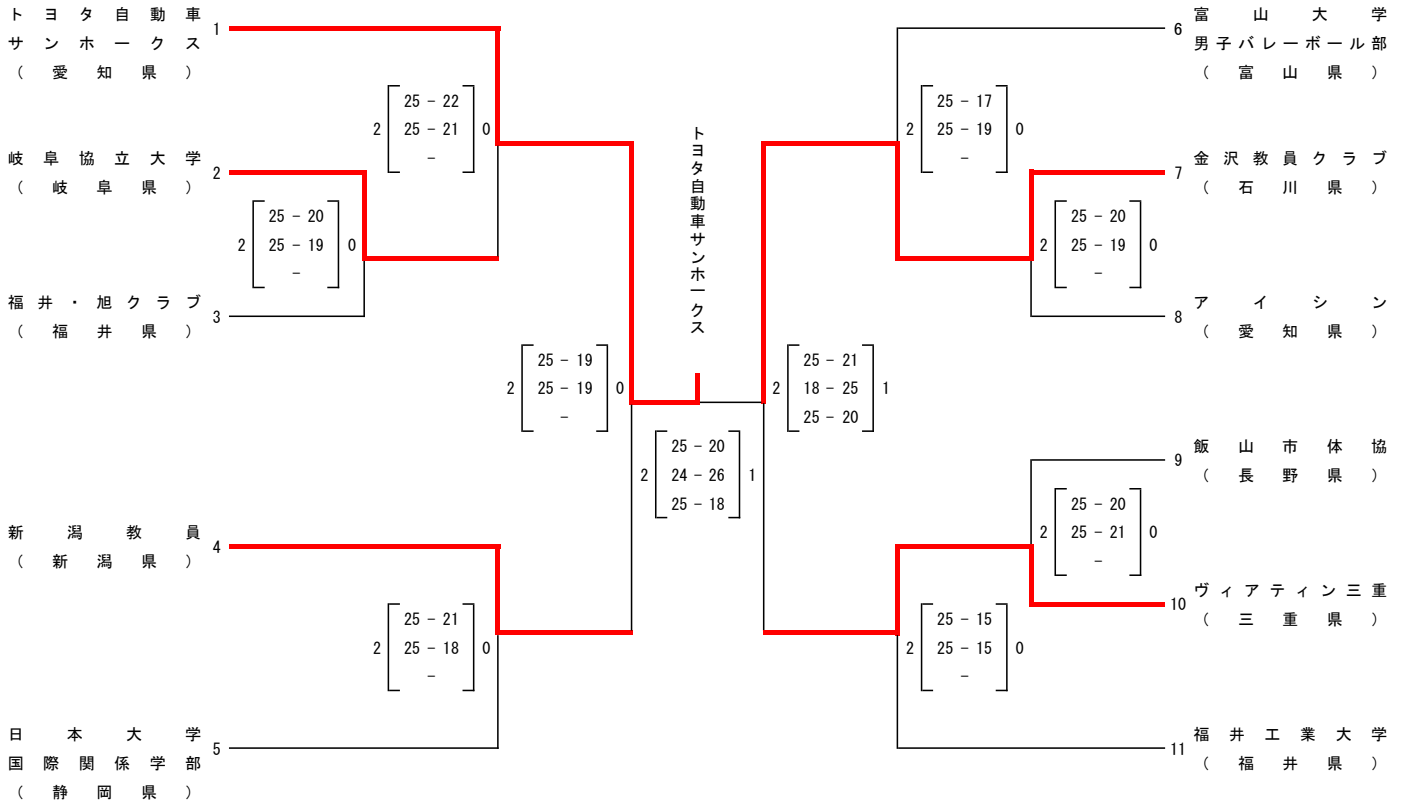 トヨタ自動車
サンホークス
（愛知県）
1
岐阜協立大学
（岐阜県）
2
福井・旭クラブ
（福井県）
3
新潟教員
（新潟県）
4
日本大学
国際関係学部
（静岡県）
5
2
25 － 22
25 － 21
－
0
2
25 － 20
25 － 19
－
0
2
25 － 19
25 － 19
－
0
2
25 － 21
25 － 18
－
0
トヨタ自動車サンホークス
2
25 － 20
24 － 26
25 － 18
1
2
25 － 21
18 － 25
25 － 20
1
2
25 － 17
25 － 19
－
0
2
25 － 20
25 － 19
－
0
2
25 － 20
25 － 21
－
0
2
25 － 15
25 － 15
－
0
6
富山大学
男子バレーボール部
（富山県）
7
金沢教員クラブ
（石川県）
8
アイシン
（愛知県）
9
飯山市体協
（長野県）
10
ヴィアティン三重
（三重県）
11
福井工業大学
（福井県）